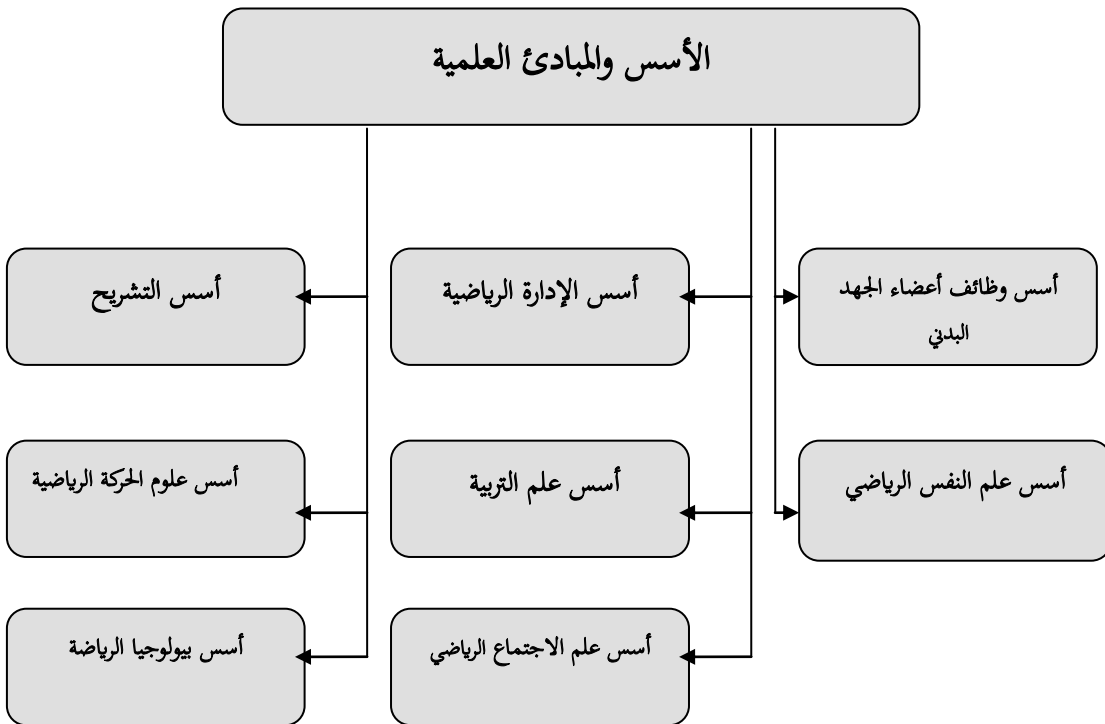 الأسس والمبادئ العلمية
أسس وظائف أعضاء الجهد
البدني
أسس الإدارة الرياضية
أسس التشريح
أسس علم النفس الرياضي
أسس علم التربية
أسس علوم الحركة الرياضية
أسس علم الاجتماع الرياضي
أسس بيولوجيا الرياضة